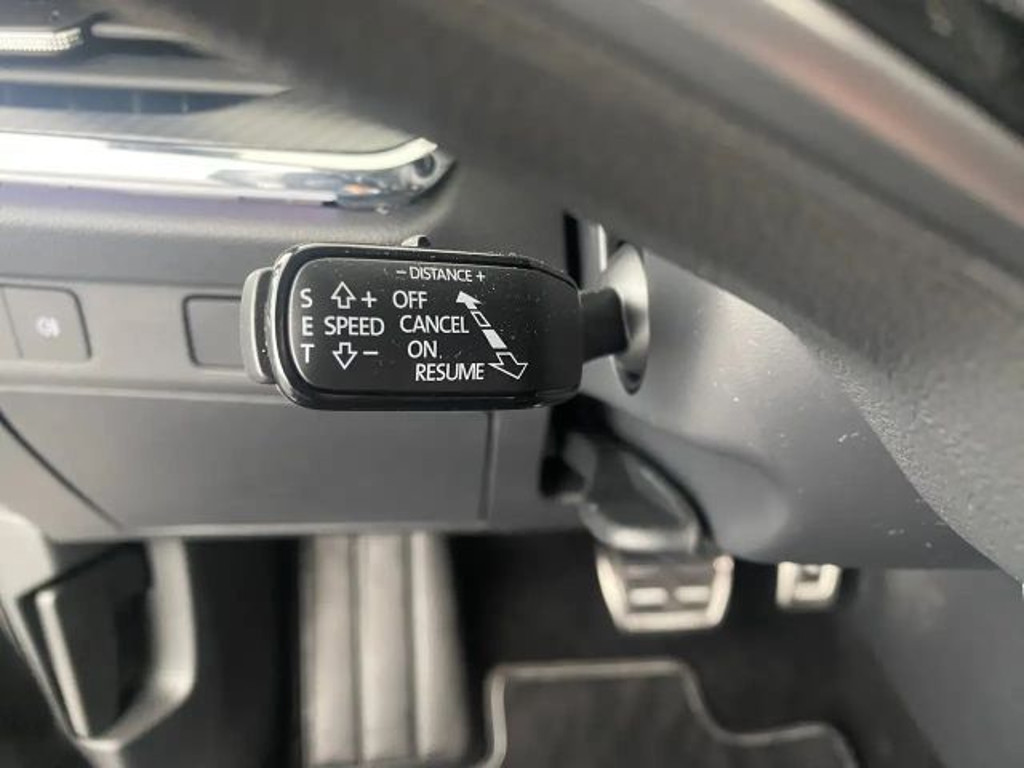 – DISTANCE +
S + OFF
E SPEED CANCEL
T – ON
RESUME